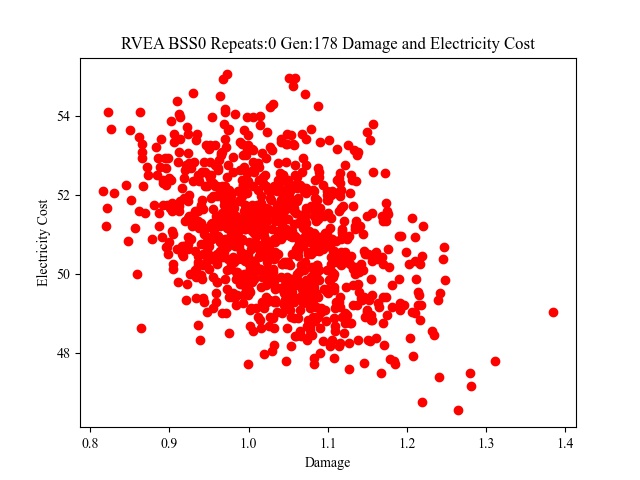 RVEA BSS0 Repeats:0 Gen:178 Damage and Electricity Cost
54
52
50
48
Electricity Cost
0.8 0.9 1.0 1.1 1.2 1.3 1.4
Damage